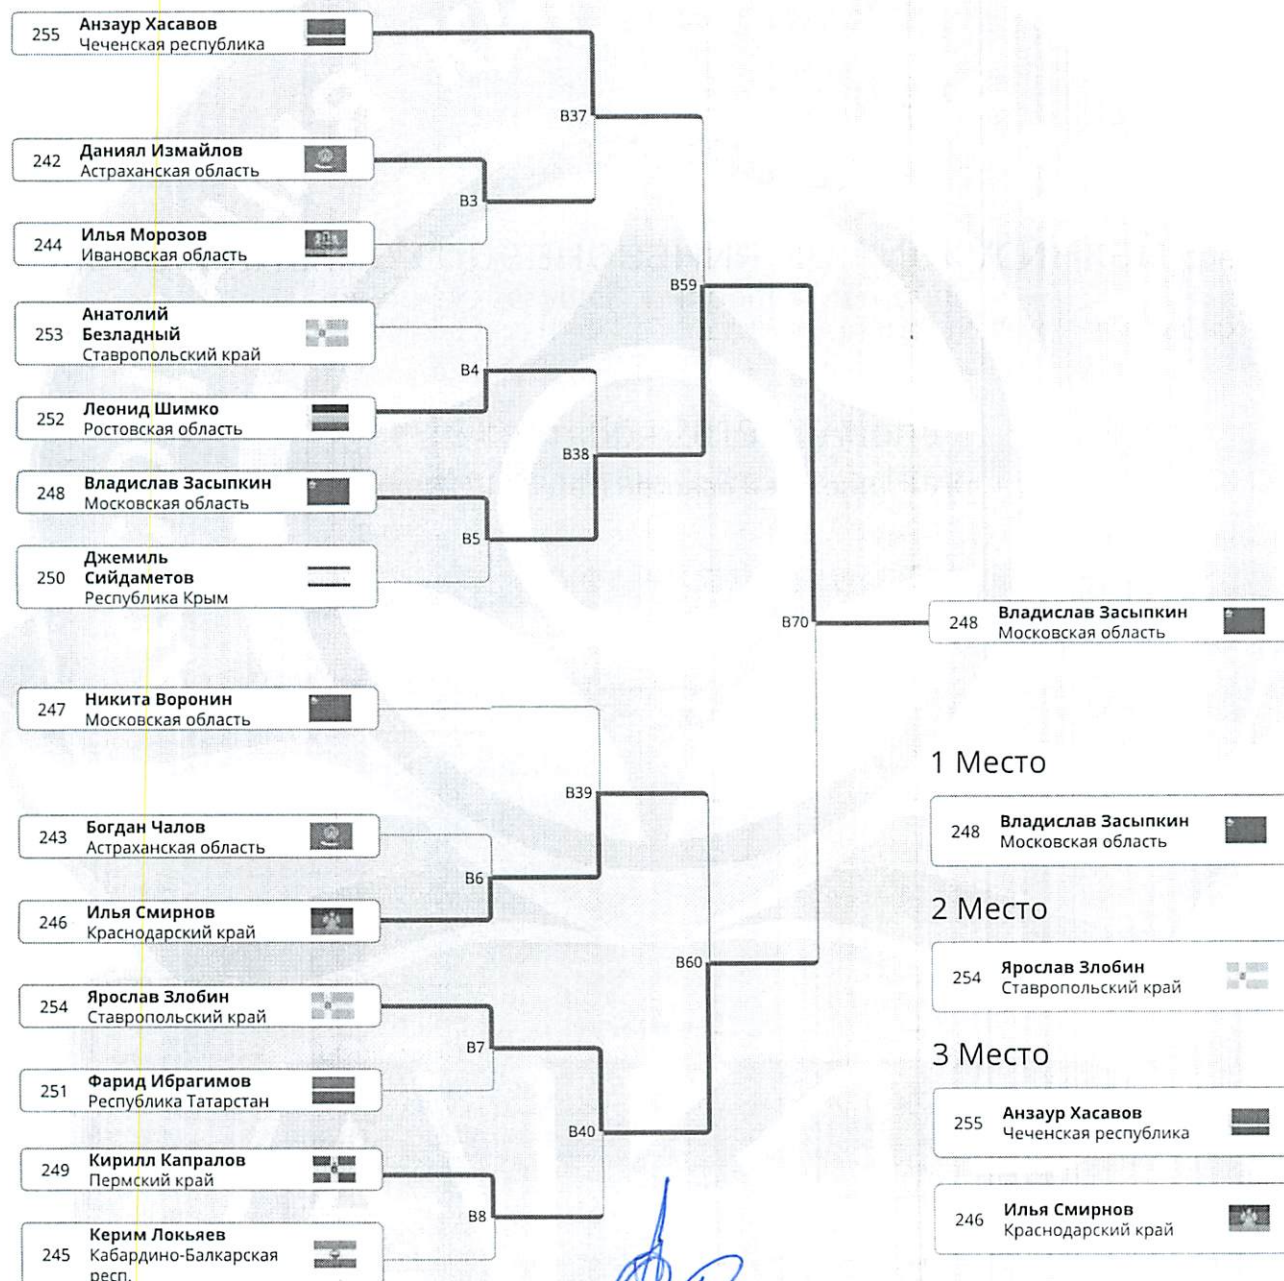 255
Анзаур Хасавов
Чеченская республика
B37
242
Даниял Измайлов
Астраханская область
B3
244
Илья Морозов
Ивановская область
B59
253
Анатолий
Безладный
Ставропольский край
B4
252
Леонид Шимко
Ростовская область
B38
248
Владислав Засыпкин
Московская область
B5
250
Джемиль
Сийдаметов
Республика Крым
B70
248
Владислав Засыпкин
Московская область
247
Никита Воронин
Московская область
B39
243
Богдан Чалов
Астраханская область
B6
246
Илья Смирнов
Краснодарский край
B60
254
Ярослав Злобин
Ставропольский край
B7
251
Фарид Ибрагимов
Республика Татарстан
B40
249
Кирилл Капралов
Пермский край
B8
245
Керим Локьяев
Кабардино-Балкарская
респ.
1 Место
248
Владислав Засыпкин
Московская область
2 Место
254
Ярослав Злобин
Ставропольский край
3 Место
255
Анзаур Хасавов
Чеченская республика
246
Илья Смирнов
Краснодарский край